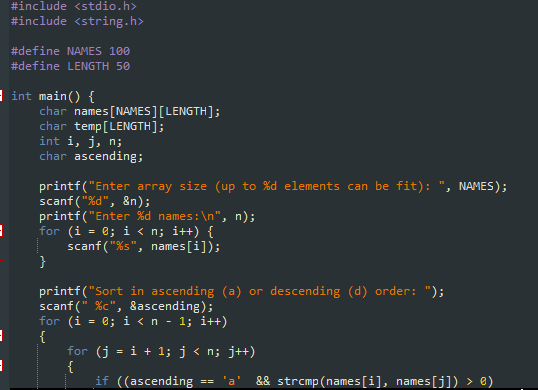 #include <stdio.h>
#include <string.h>
#define NAMES 100
#define LENGTH 50
int main() {
char names[NAMES][LENGTH];
char temp[LENGTH];
int i, j, n;
char ascending;
printf("Enter array size (up to %d elements can be fit): ", NAMES);
scanf("%d", &n);
printf("Enter %d names:\n", n);
for (i = 0; i < n; i++) {
scanf("%s", names[i]);
}
printf("Sort in ascending (a) or descending (d) order: ");
scanf(" %c", &ascending);
for (i = 0; i < n - 1; i++)
{
for (j = i + 1; j < n; j++)
{
if ((ascending == 'a'  && strcmp(names[i], names[j]) > 0)